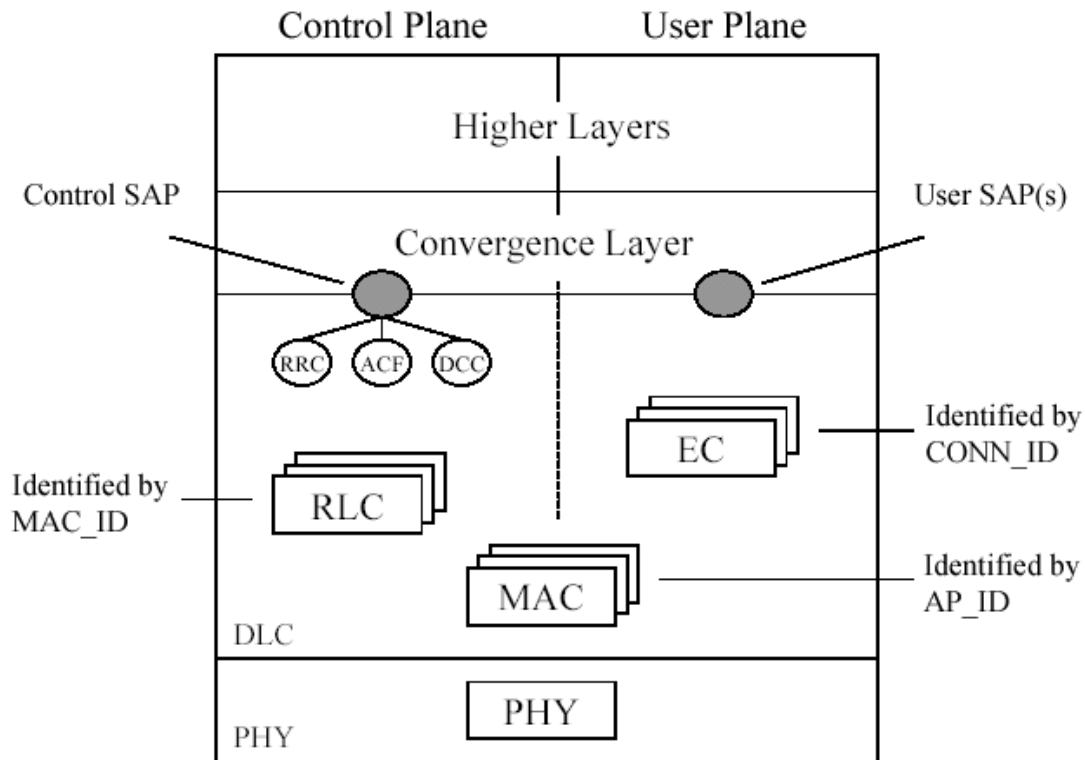 Control Plane
User Plane
Higher Layers
Control SAP
User SAP(s)
Convergence Layer
RRC
ACF
DCC
Identified by
CONN_ID
EC
Identified by
MAC_ID
RLC
MAC
Identified by
AP_ID
DLC
PHY
PHY